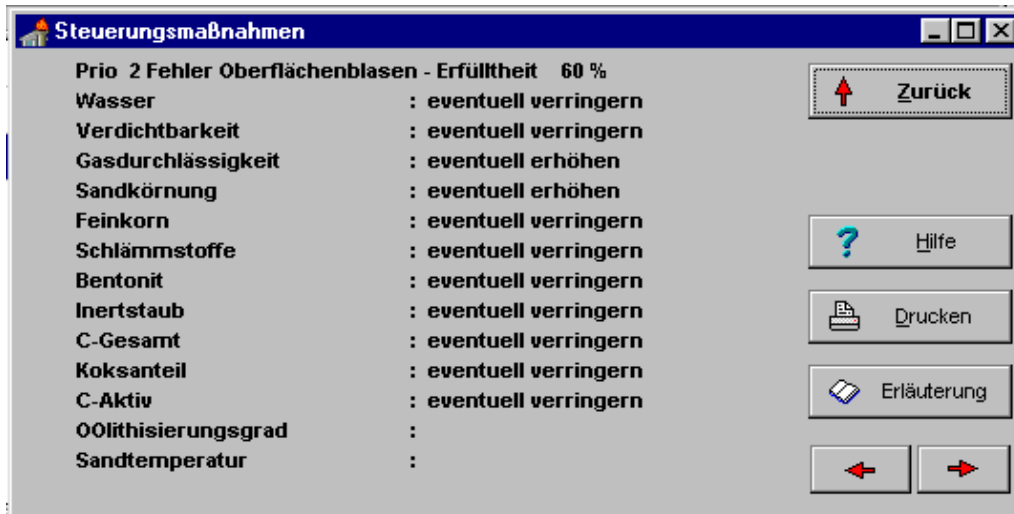 Steuerungsmaßnahmen
Prio 2 Fehler Oberflächenblasen - Erfülltheit 60 %
Wasser : eventuell verringern
Verdichtbarkeit : eventuell verringern
Gasdurchlässigkeit : eventuell erhöhen
Sandkörnung : eventuell erhöhen
Feinkorn : eventuell verringern
Schlämmstoffe : eventuell verringern
Bentonit : eventuell verringern
Inertstaub : eventuell verringern
C-Gesamt : eventuell verringern
Koksanteil : eventuell verringern
C-Aktiv : eventuell verringern
OOlithisierungsgrad :
Sandtemperatur :
Zurück
Hilfe
Drucken
Erläuterung